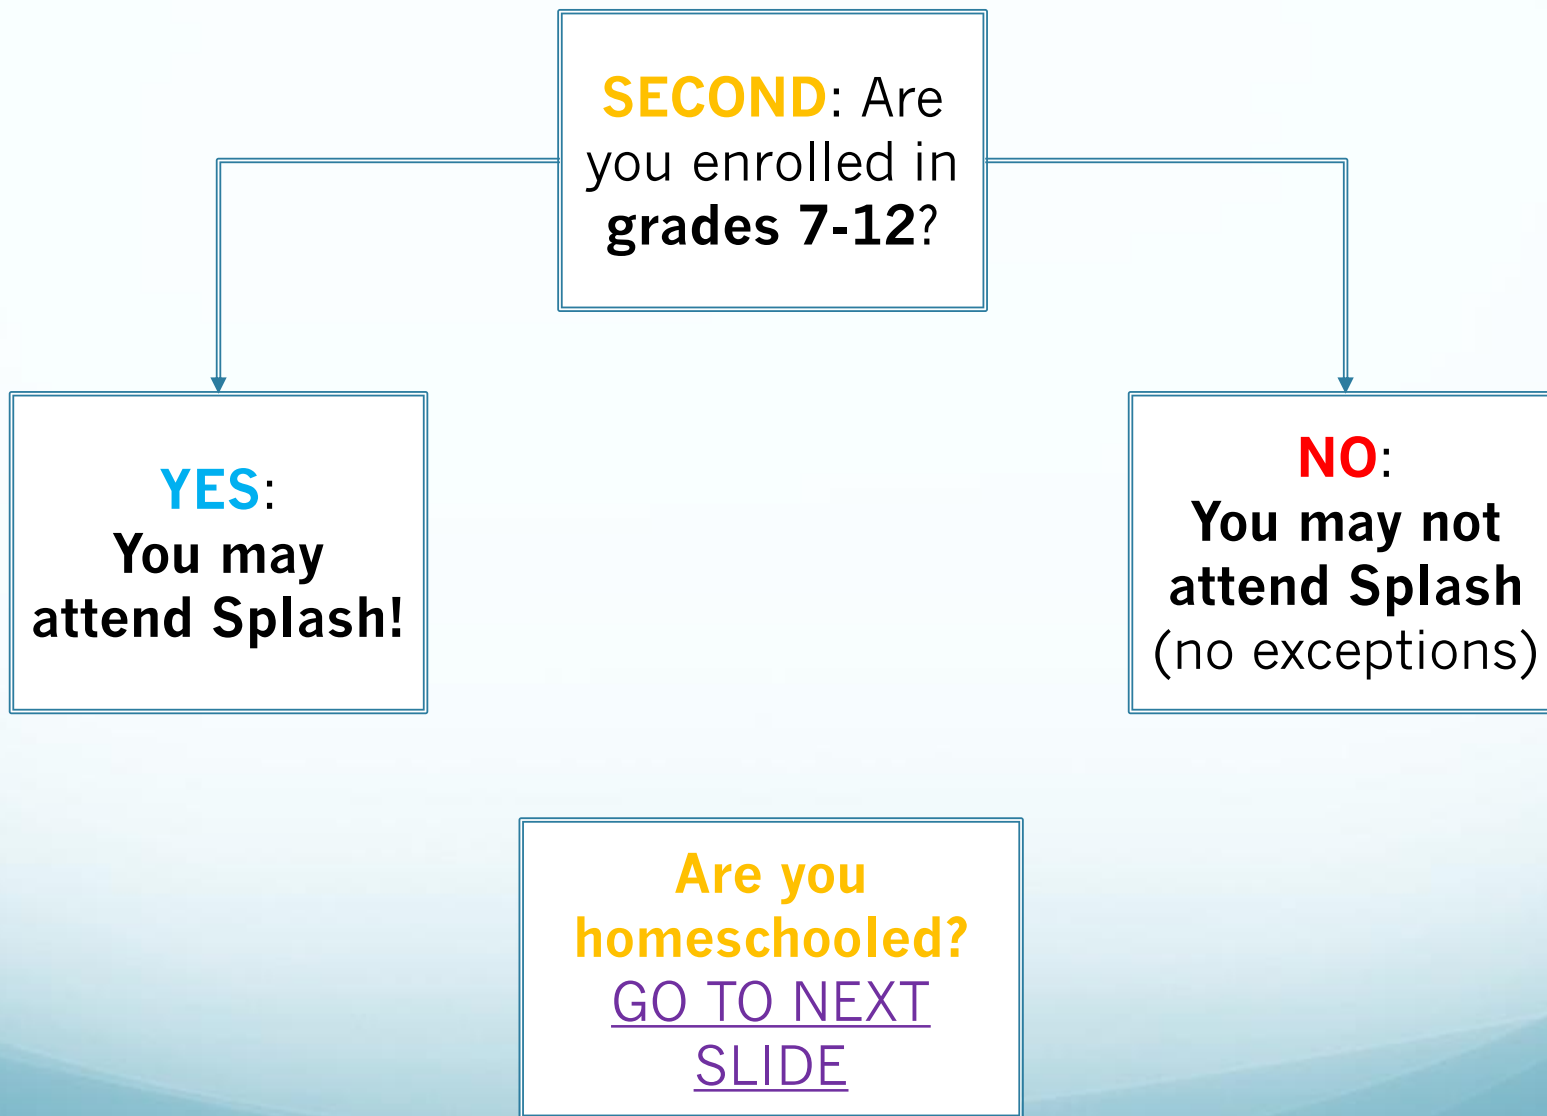 SECOND: Are
you enrolled in
grades 7-12?
YES:
You may
attend Splash!
NO:
You may not
attend Splash
(no exceptions)
Are you
homeschooled?
GO TO NEXT
SLIDE